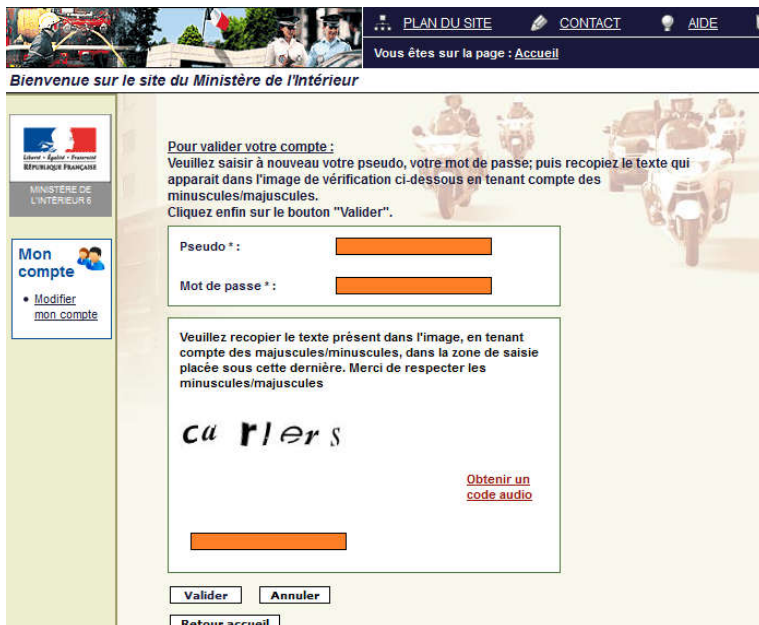 PLAN DU SITE CONTACT AIDE
Vous êtes sur la page : Accueil
Bienvenue sur le site du Ministère de l'Intérieur
Liberté • Égalité • Fraternité
RÉPUBLIQUE FRANÇAISE
MINISTÈRE DE
L'INTÉRIEUR 6
Mon
compte
Modifier
mon compte
Pour valider votre compte :
Veuillez saisir à nouveau votre pseudo, votre mot de passe; puis recopiez le texte qui
apparait dans l'image de vérification ci-dessous en tenant compte des
minuscules/majuscules.
Cliquez enfin sur le bouton "Valider".
Pseudo * :
Mot de passe * :
Veuillez recopier le texte présent dans l'image, en tenant
compte des majuscules/minuscules, dans la zone de saisie
placée sous cette dernière. Merci de respecter les
minuscules/majuscules
Obtenir un
code audio
Valider Annuler
Retour accueil